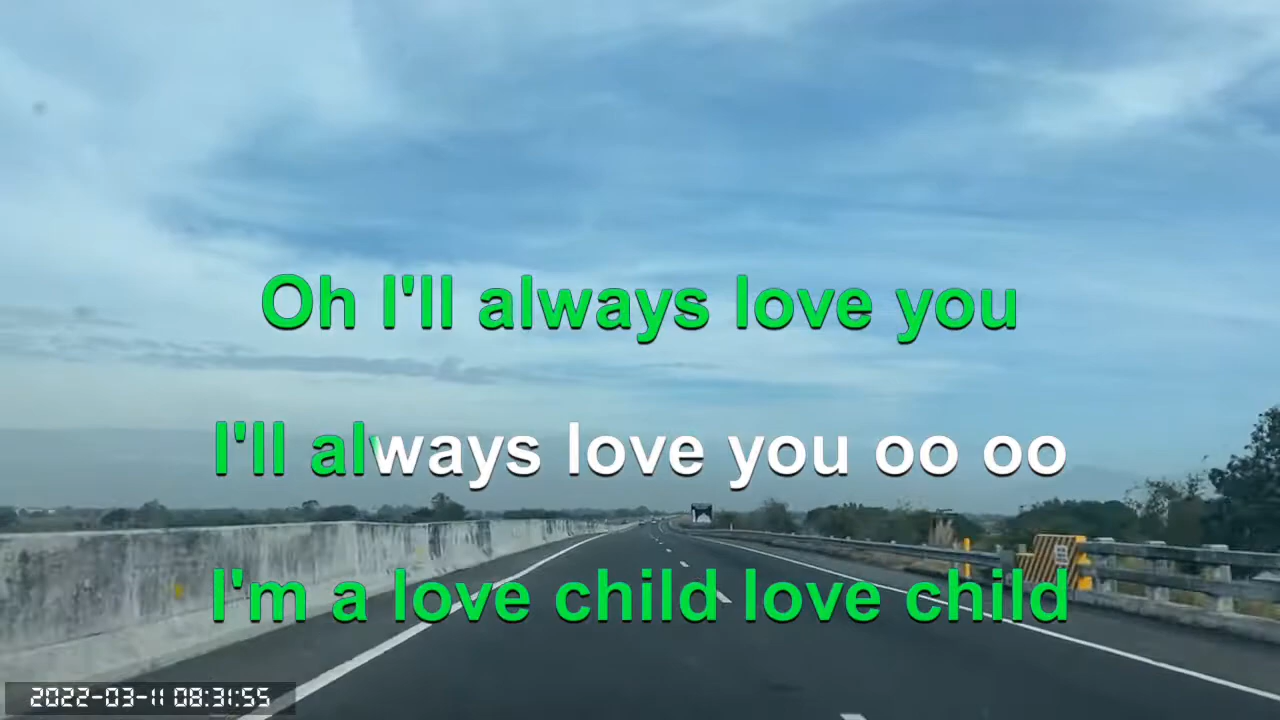 Oh I'll always love you
I'll always love you oo oo
I'm a love child love child
2022-03-11 08:31:55